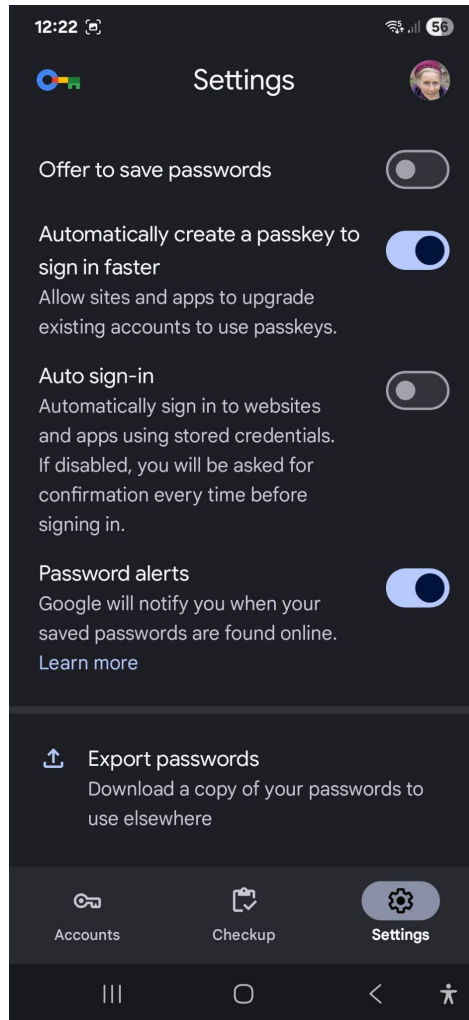 12:22
56
Settings
Offer to save passwords
Automatically create a passkey to
sign in faster
Allow sites and apps to upgrade
existing accounts to use passkeys.
Auto sign-in
Automatically sign in to websites
and apps using stored credentials.
If disabled, you will be asked for
confirmation every time before
signing in.
Password alerts
Google will notify you when your
saved passwords are found online.
Learn more
Export passwords
Download a copy of your passwords to
use elsewhere
Accounts
Checkup
Settings